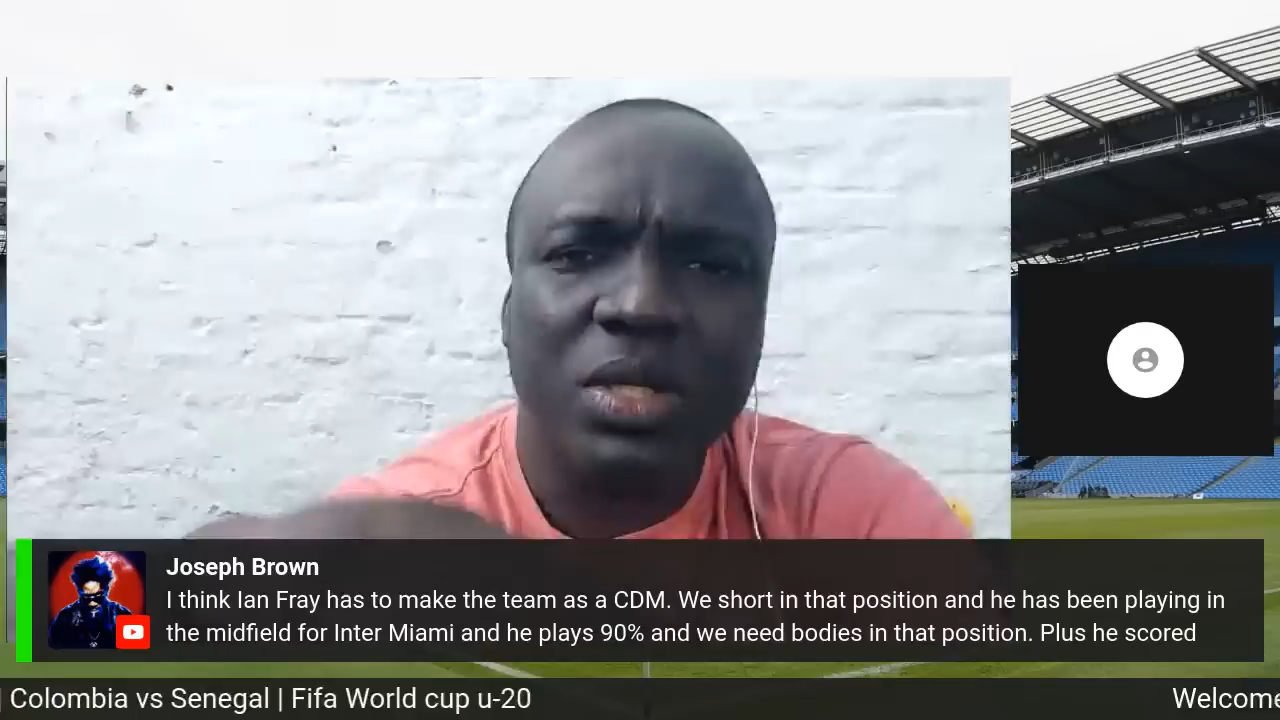 Joseph Brown
I think Ian Fray has to make the team as a CDM. We short in that position and he has been playing in
the midfield for Inter Miami and he plays 90% and we need bodies in that position. Plus he scored
| Colombia vs Senegal | Fifa World cup u-20
Welcome